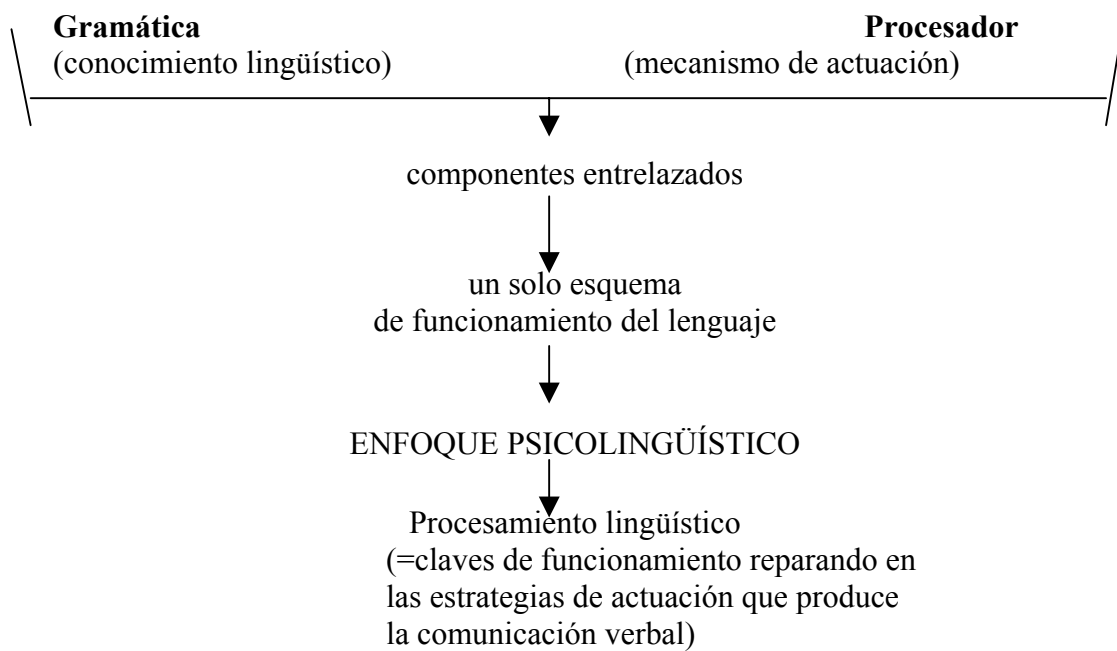 Gramática Procesador
(conocimiento lingüístico) (mecanismo de actuación)
componentes entrelazados
un solo esquema
de funcionamiento del lenguaje
ENFOQUE PSICOLINGÜÍSTICO
Procesamiento lingüístico
(=claves de funcionamiento reparando en
las estrategias de actuación que produce
la comunicación verbal)